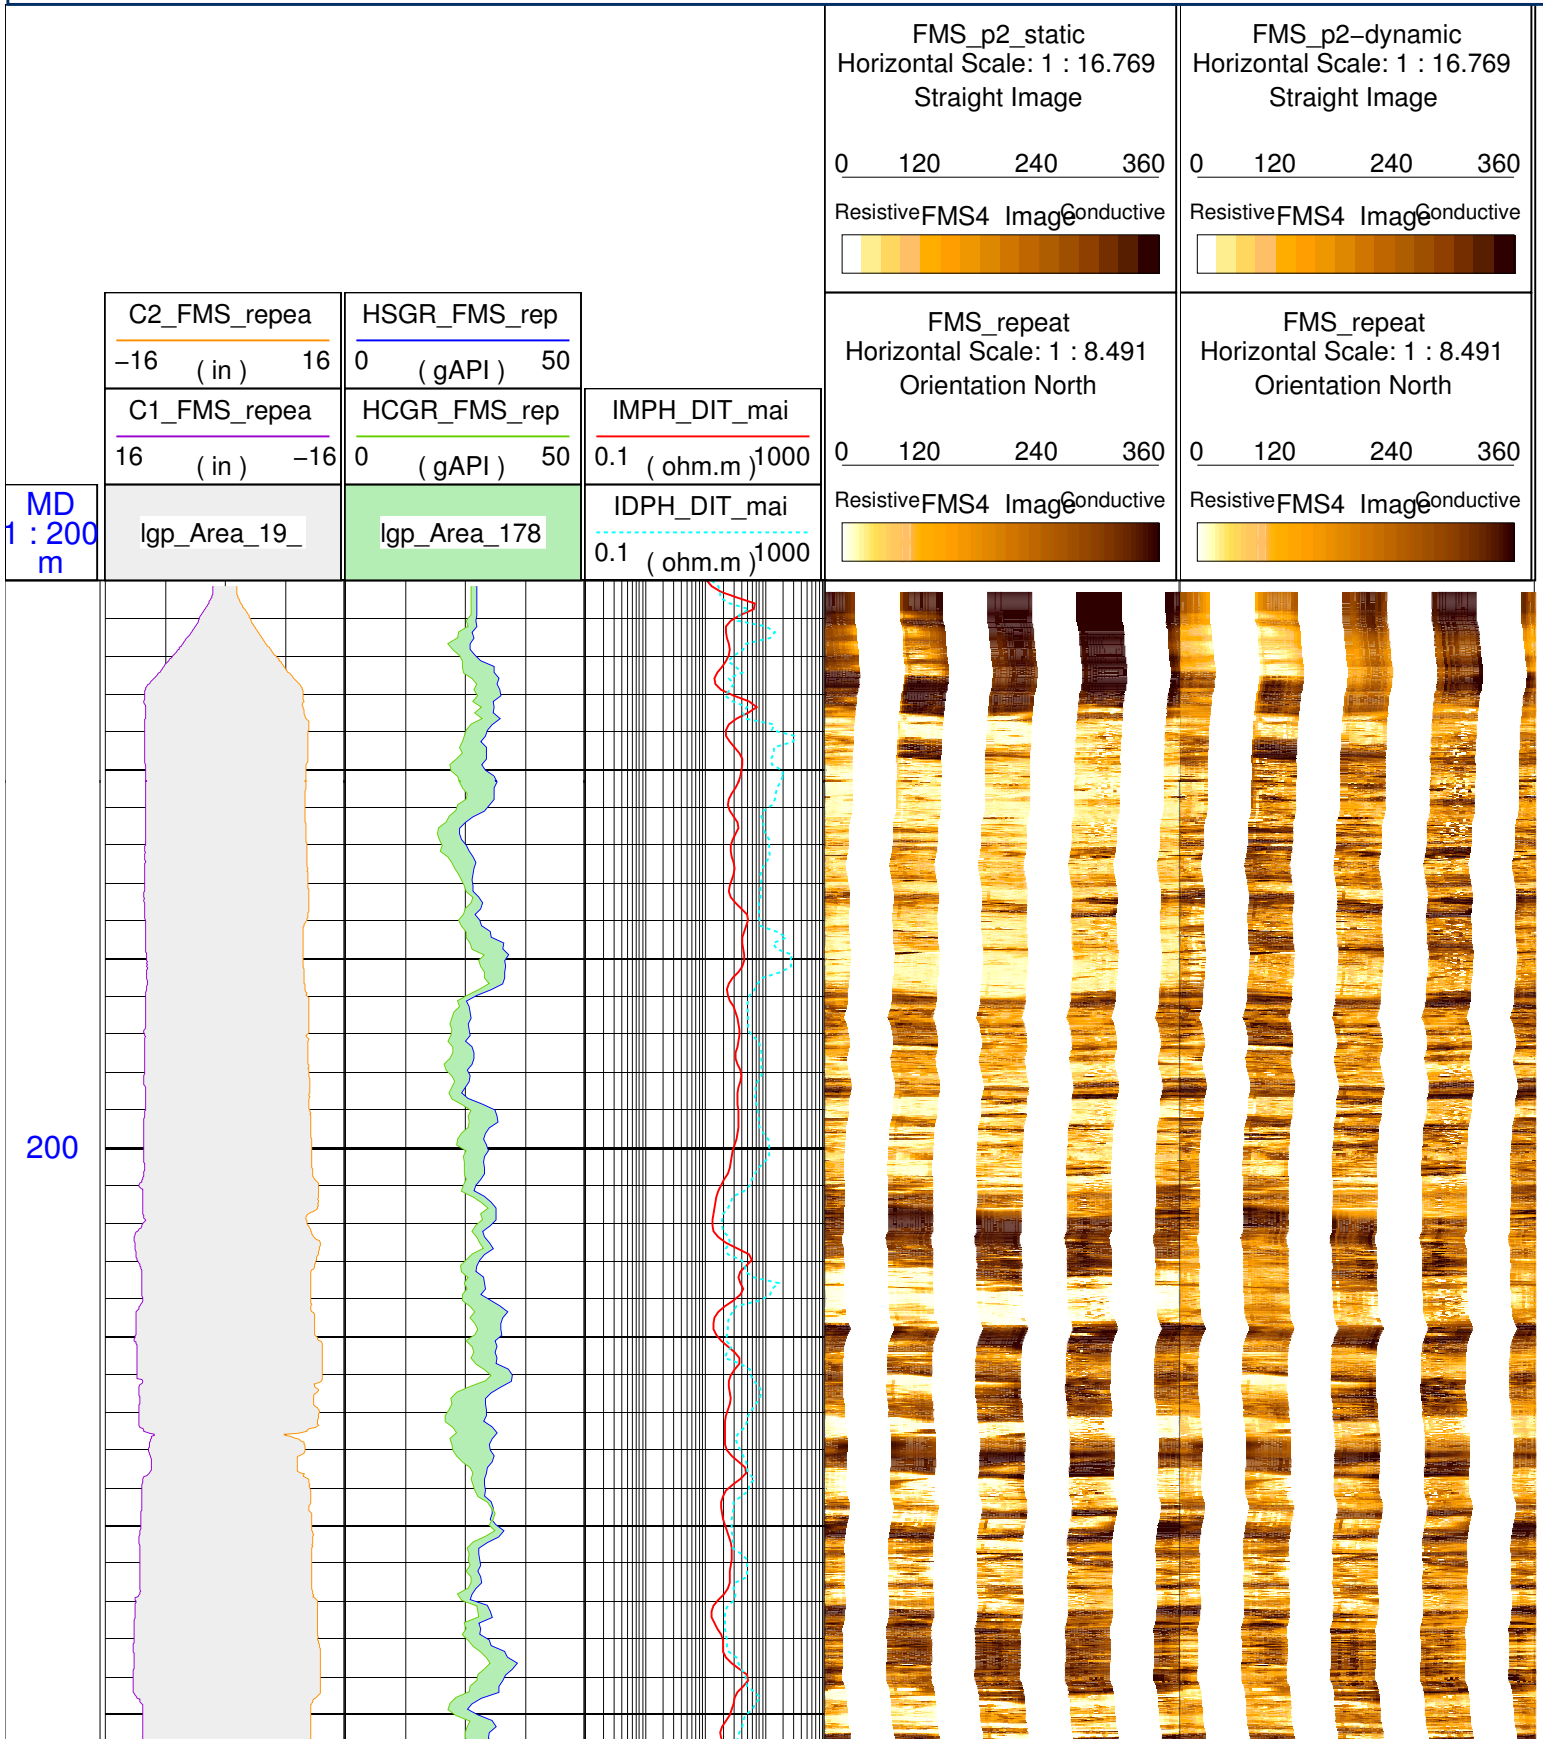 FMS_p2_static
Horizontal Scale: 1 : 16.769
Straight Image
0 120 240 360
Resistive FMS4 Image Conductive
FMS_p2−dynamic
Horizontal Scale: 1 : 16.769
Straight Image
0 120 240 360
Resistive FMS4 Image Conductive
C2_FMS_repea
−16 ( in ) 16
HSGR_FMS_rep
0 ( gAPI ) 50
FMS_repeat
Horizontal Scale: 1 : 8.491
Orientation North
0 120 240 360
Resistive FMS4 Image Conductive
FMS_repeat
Horizontal Scale: 1 : 8.491
Orientation North
0 120 240 360
Resistive FMS4 Image Conductive
C1_FMS_repea
16 ( in ) −16
HCGR_FMS_rep
0 ( gAPI ) 50
IMPH_DIT_mai
0.1 ( ohm.m ) 1000
MD
1 : 200
m
lgp_Area_19_
lgp_Area_178
IDPH_DIT_mai
0.1 ( ohm.m ) 1000
200